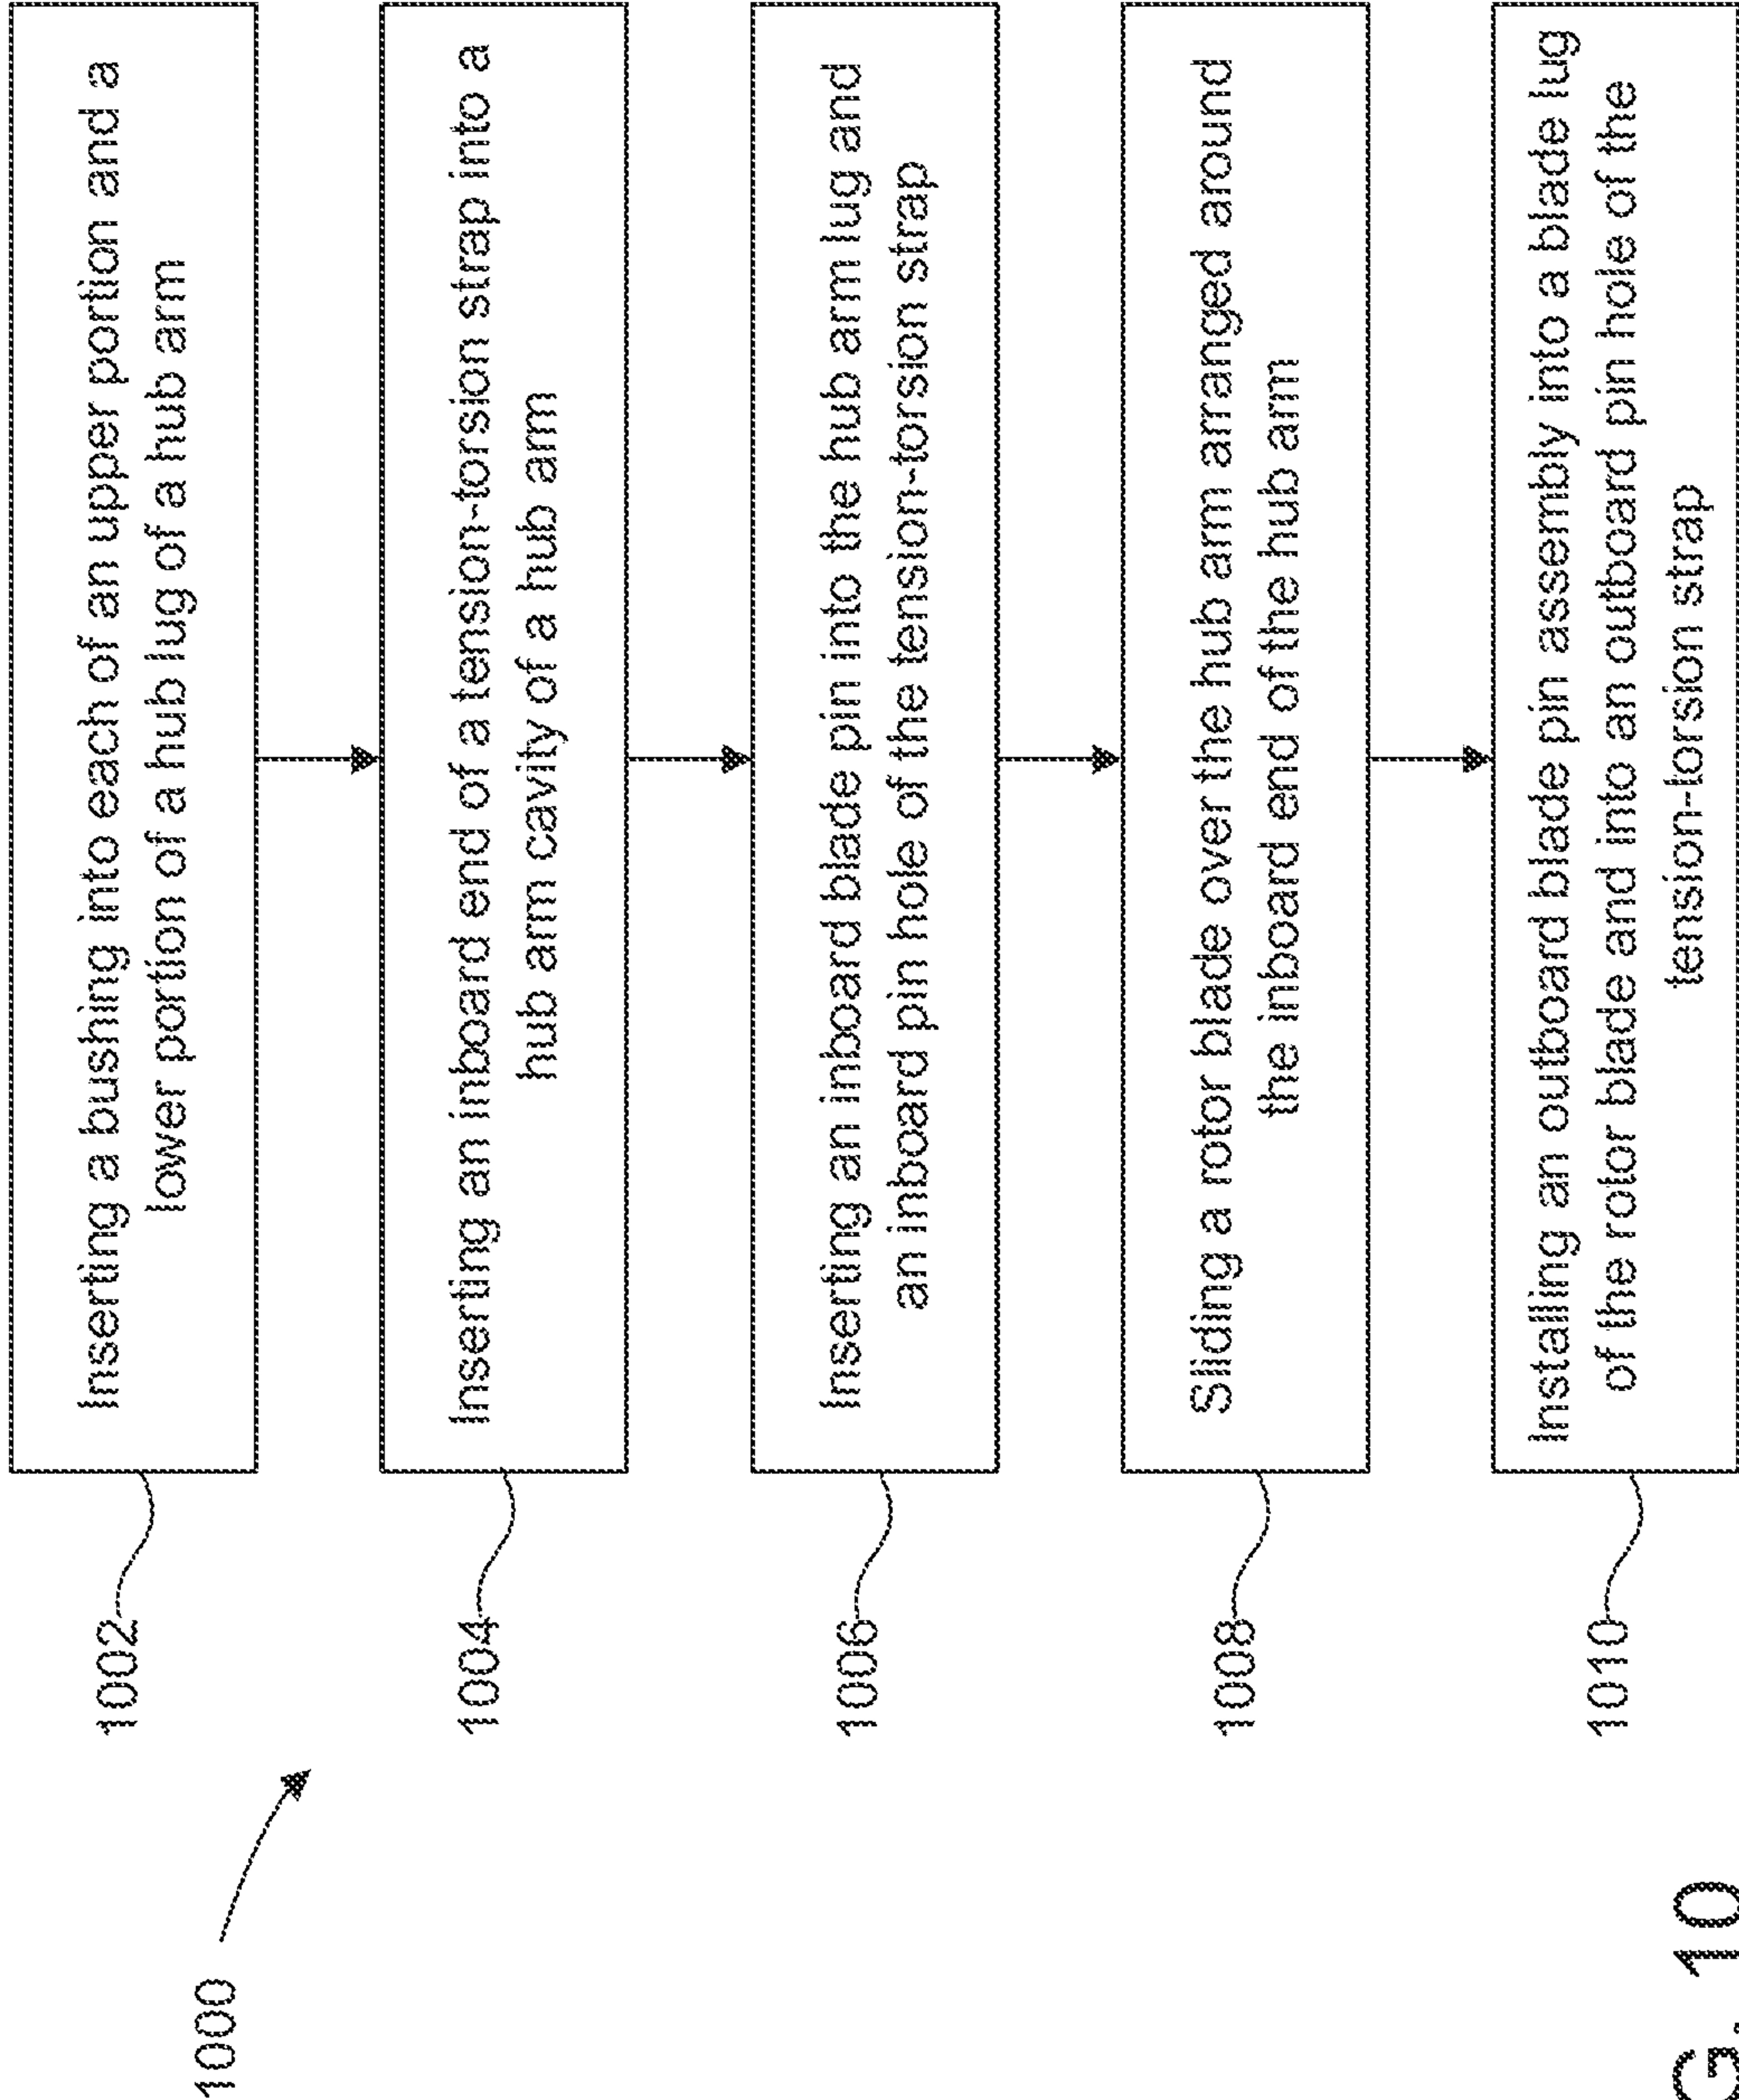 1000
1002
Inserting a bushing into each of an upper portion and a
lower portion of a hub lug of a hub arm
1004
Inserting an inboard end of a tension-torsion strap into a
hub arm cavity of a hub arm
1006
Inserting an inboard blade pin into the hub arm lug and
an inboard pin hole of the tension-torsion strap
1008
Sliding a rotor blade over the hub arm arranged around
the inboard end of the hub arm
1010
Installing an outboard blade pin assembly into a blade lug
of the rotor blade and into an outboard pin hole of the
tension-torsion strap
G. 10